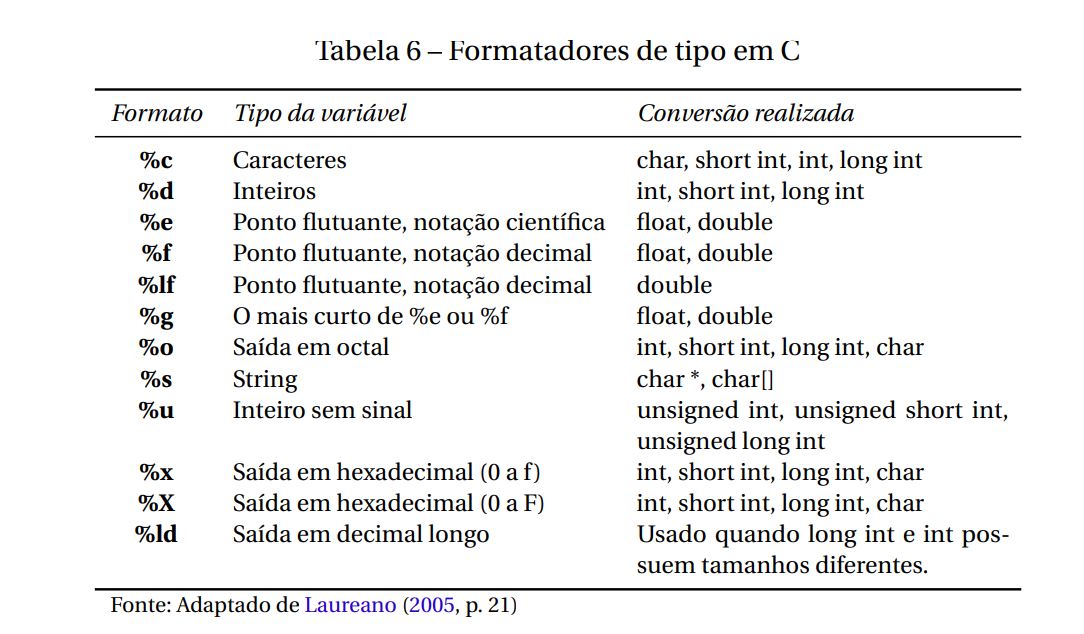 Tabela 6 – Formatadores de tipo em C
Formato Tipo da variável Conversão realizada
%c Caracteres char, short int, int, long int
%d Inteiros int, short int, long int
%e Ponto flutuante, notação científica float, double
%f Ponto flutuante, notação decimal float, double
%lf Ponto flutuante, notação decimal double
%g O mais curto de %e ou %f float, double
%o Saída em octal int, short int, long int, char
%s String char *, char[]
%u Inteiro sem sinal unsigned int, unsigned short int,
unsigned long int
%x Saída em hexadecimal (0 a f) int, short int, long int, char
%X Saída em hexadecimal (0 a F) int, short int, long int, char
%ld Saída em decimal longo Usado quando long int e int pos-
suem tamanhos diferentes.
Fonte: Adaptado de Laureano (2005, p. 21)